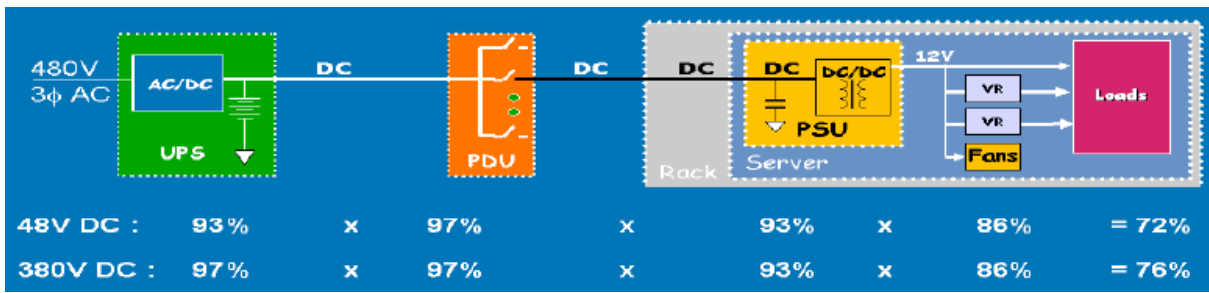 480V
3ϕ AC
AC/DC
UPS
DC
PDU
DC
DC
DC
DC/DC
PSU
12V
VR
VR
Fans
Loads
Rack
Server
48V DC : 93% x 97% x 93% x 86% = 72%
380V DC : 97% x 97% x 93% x 86% = 76%